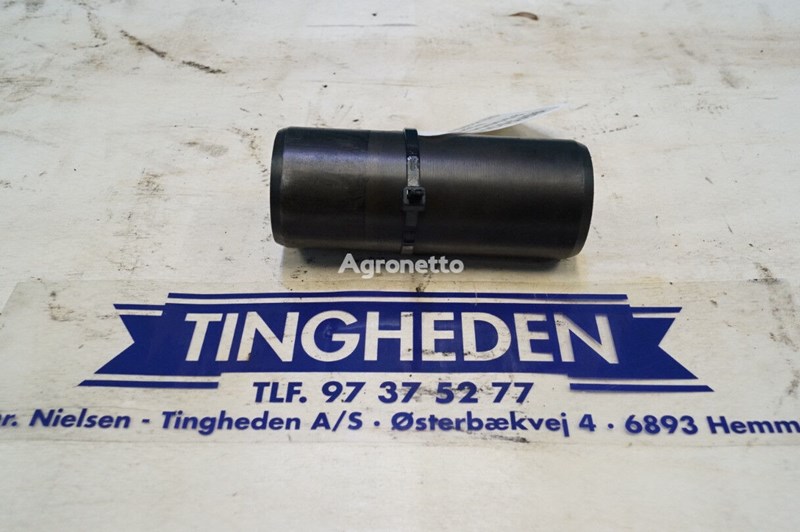 Agronetto
TINGHEDEN
TLF. 97 37 52 77
r. Nielsen - Tingheden A/S · Østerbækvej 4 · 6893 Hemm